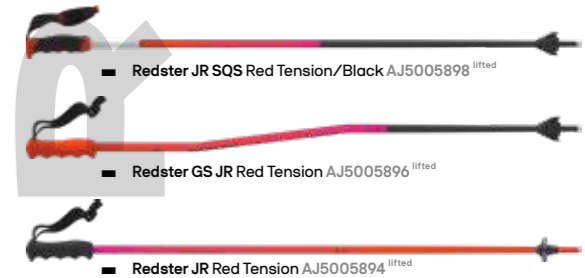 Redster JR SQS Red Tension/Black AJ5005898 lifted
Redster GS JR Red Tension AJ5005896 lifted
Redster JR Red Tension AJ5005894 lifted